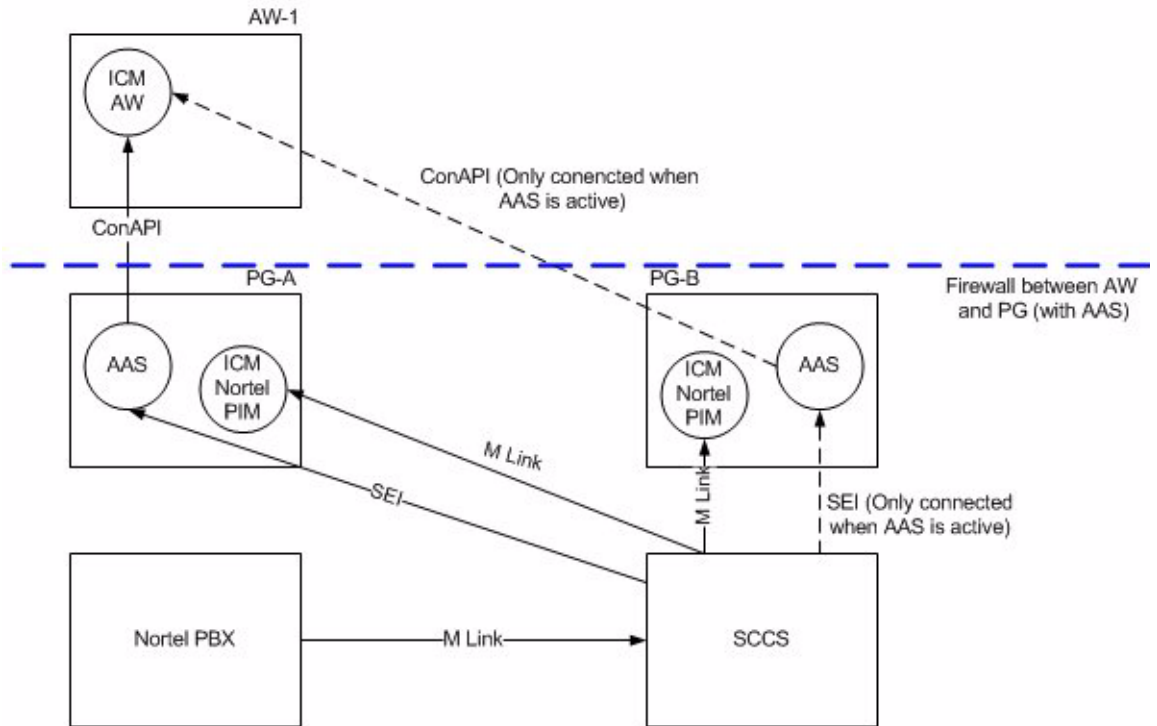 AW-1
ICM
AW
ConAPI (Only conencted when
AAS is active)
ConAPI
PG-A
PG-B
Firewall between AW
and PG (with AAS)
AAS
ICM
Nortel
PIM
ICM
Nortel
PIM
AAS
M Link
SEI
M Link
SEI (Only connected
when AAS is active)
Nortel PBX
M Link
SCCS